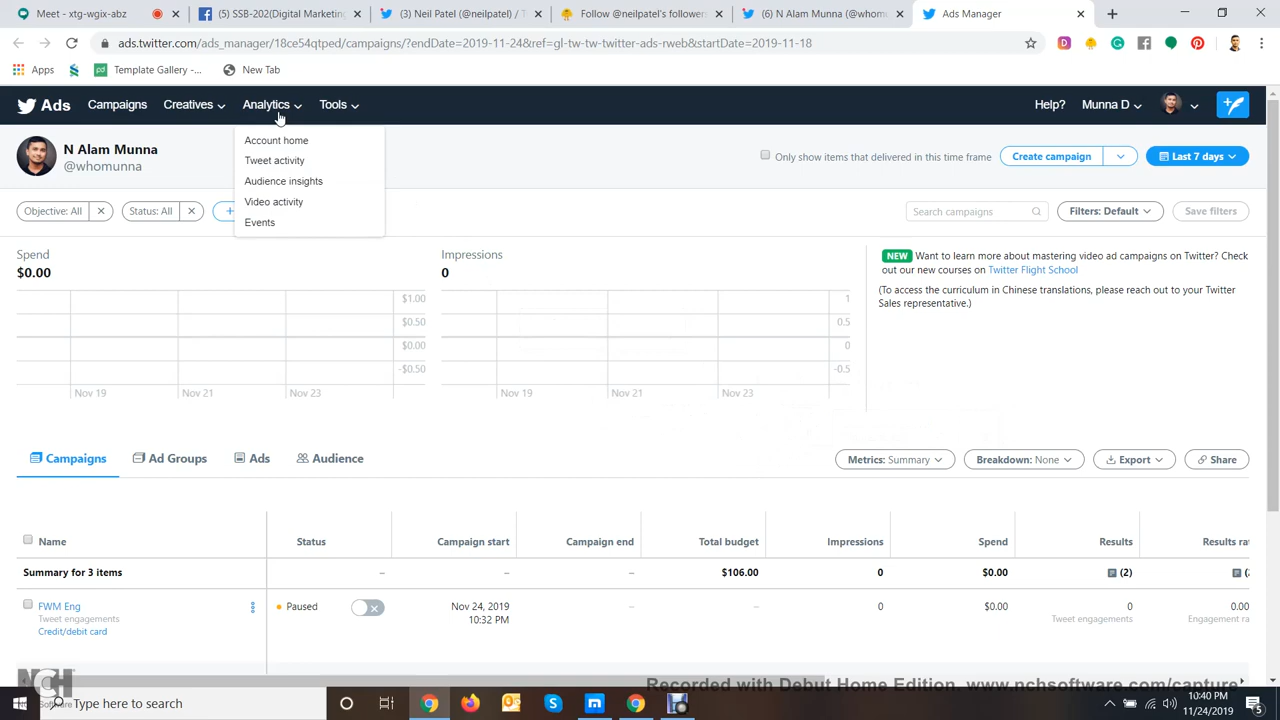 Meet - xtg-wgix-abz
(5) SSB-202(Digital Marketing
(3) Neil Patel (@neilpatel) / T
Follow @neilpatel's followers
(6) N Alam Munna (@whomu
Ads Manager
ads.twitter.com/ads_manager/18ce54qtped/campaigns/?endDate=2019-11-24&ref=gl-tw-tw-twitter-ads-rweb&startDate=2019-11-18
Apps
Template Gallery -...
New Tab
Ads
Campaigns
Creatives
Analytics
Tools
Help?
Munna D
Account home
Tweet activity
Audience insights
Video activity
Events
N Alam Munna
@whomunna
Only show items that delivered in this time frame
Create campaign
Last 7 days
Objective: All
Status: All
Search campaigns
Filters: Default
Save filters
Spend
$0.00
$1.00
$0.50
$0.00
-$0.50
Nov 19
Nov 21
Nov 23
Impressions
0
1
0.5
0
-0.5
Nov 19
Nov 21
Nov 23
NEW Want to learn more about mastering video ad campaigns on Twitter? Check
out our new courses on Twitter Flight School
(To access the curriculum in Chinese translations, please reach out to your Twitter
Sales representative.)
Campaigns
Ad Groups
Ads
Audience
Metrics: Summary
Breakdown: None
Export
Share
Name
Status
Campaign start
Campaign end
Total budget
Impressions
Spend
Results
Results rat
Summary for 3 items
–
–
–
$106.00
0
$0.00
(2)
(2
FWM Eng
Tweet engagements
Credit/debit card
Paused
Nov 24, 2019
10:32 PM
–
–
0
$0.00
0
Tweet engagements
0.00
Engagement ra
NCH
Software
Recorded with Debut Home Edition. www.nchsoftware.com/capture
Type here to search
10:40 PM
11/24/2019
5